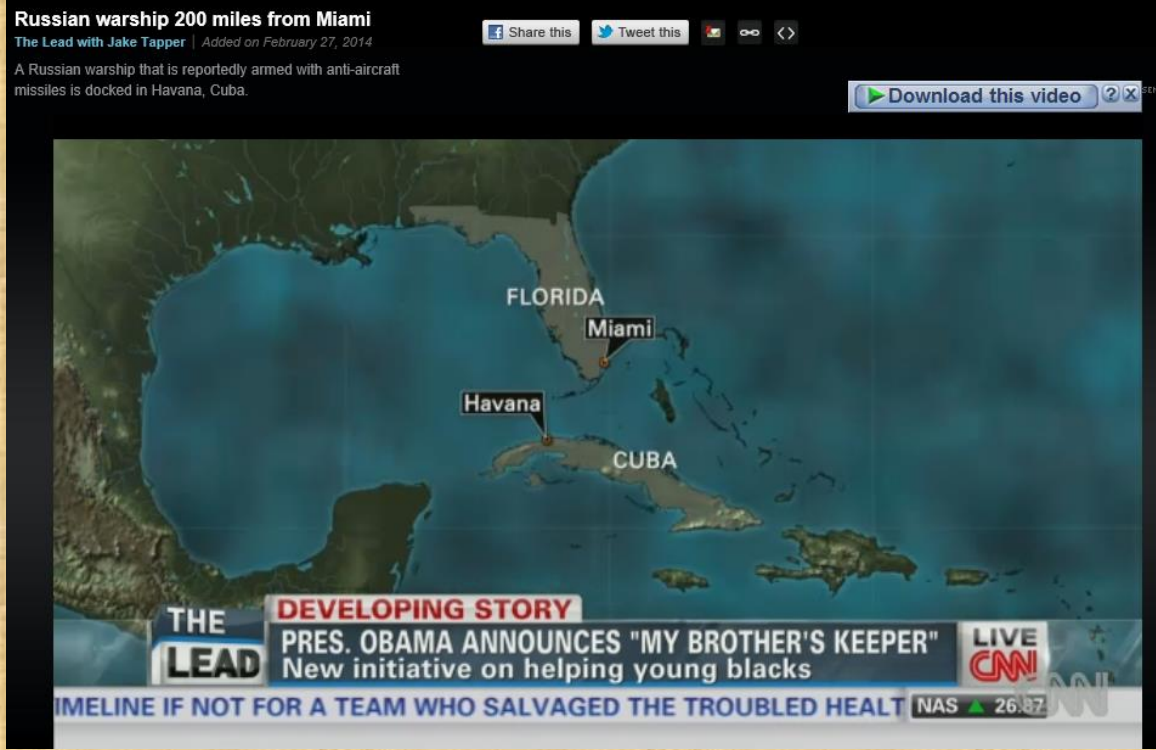 Russian warship 200 miles from Miami
The Lead with Jake Tapper | Added on February 27, 2014
A Russian warship that is reportedly armed with anti-aircraft
missiles is docked in Havana, Cuba.
Share this
Tweet this
Download this video
FLORIDA
Miami
Havana
CUBA
THE
LEAD
DEVELOPING STORY
PRES. OBAMA ANNOUNCES "MY BROTHER'S KEEPER"
New initiative on helping young blacks
LIVE
CNN
IMELINE IF NOT FOR A TEAM WHO SALVAGED THE TROUBLED HEALT
NAS ▲ 26.87
CNN